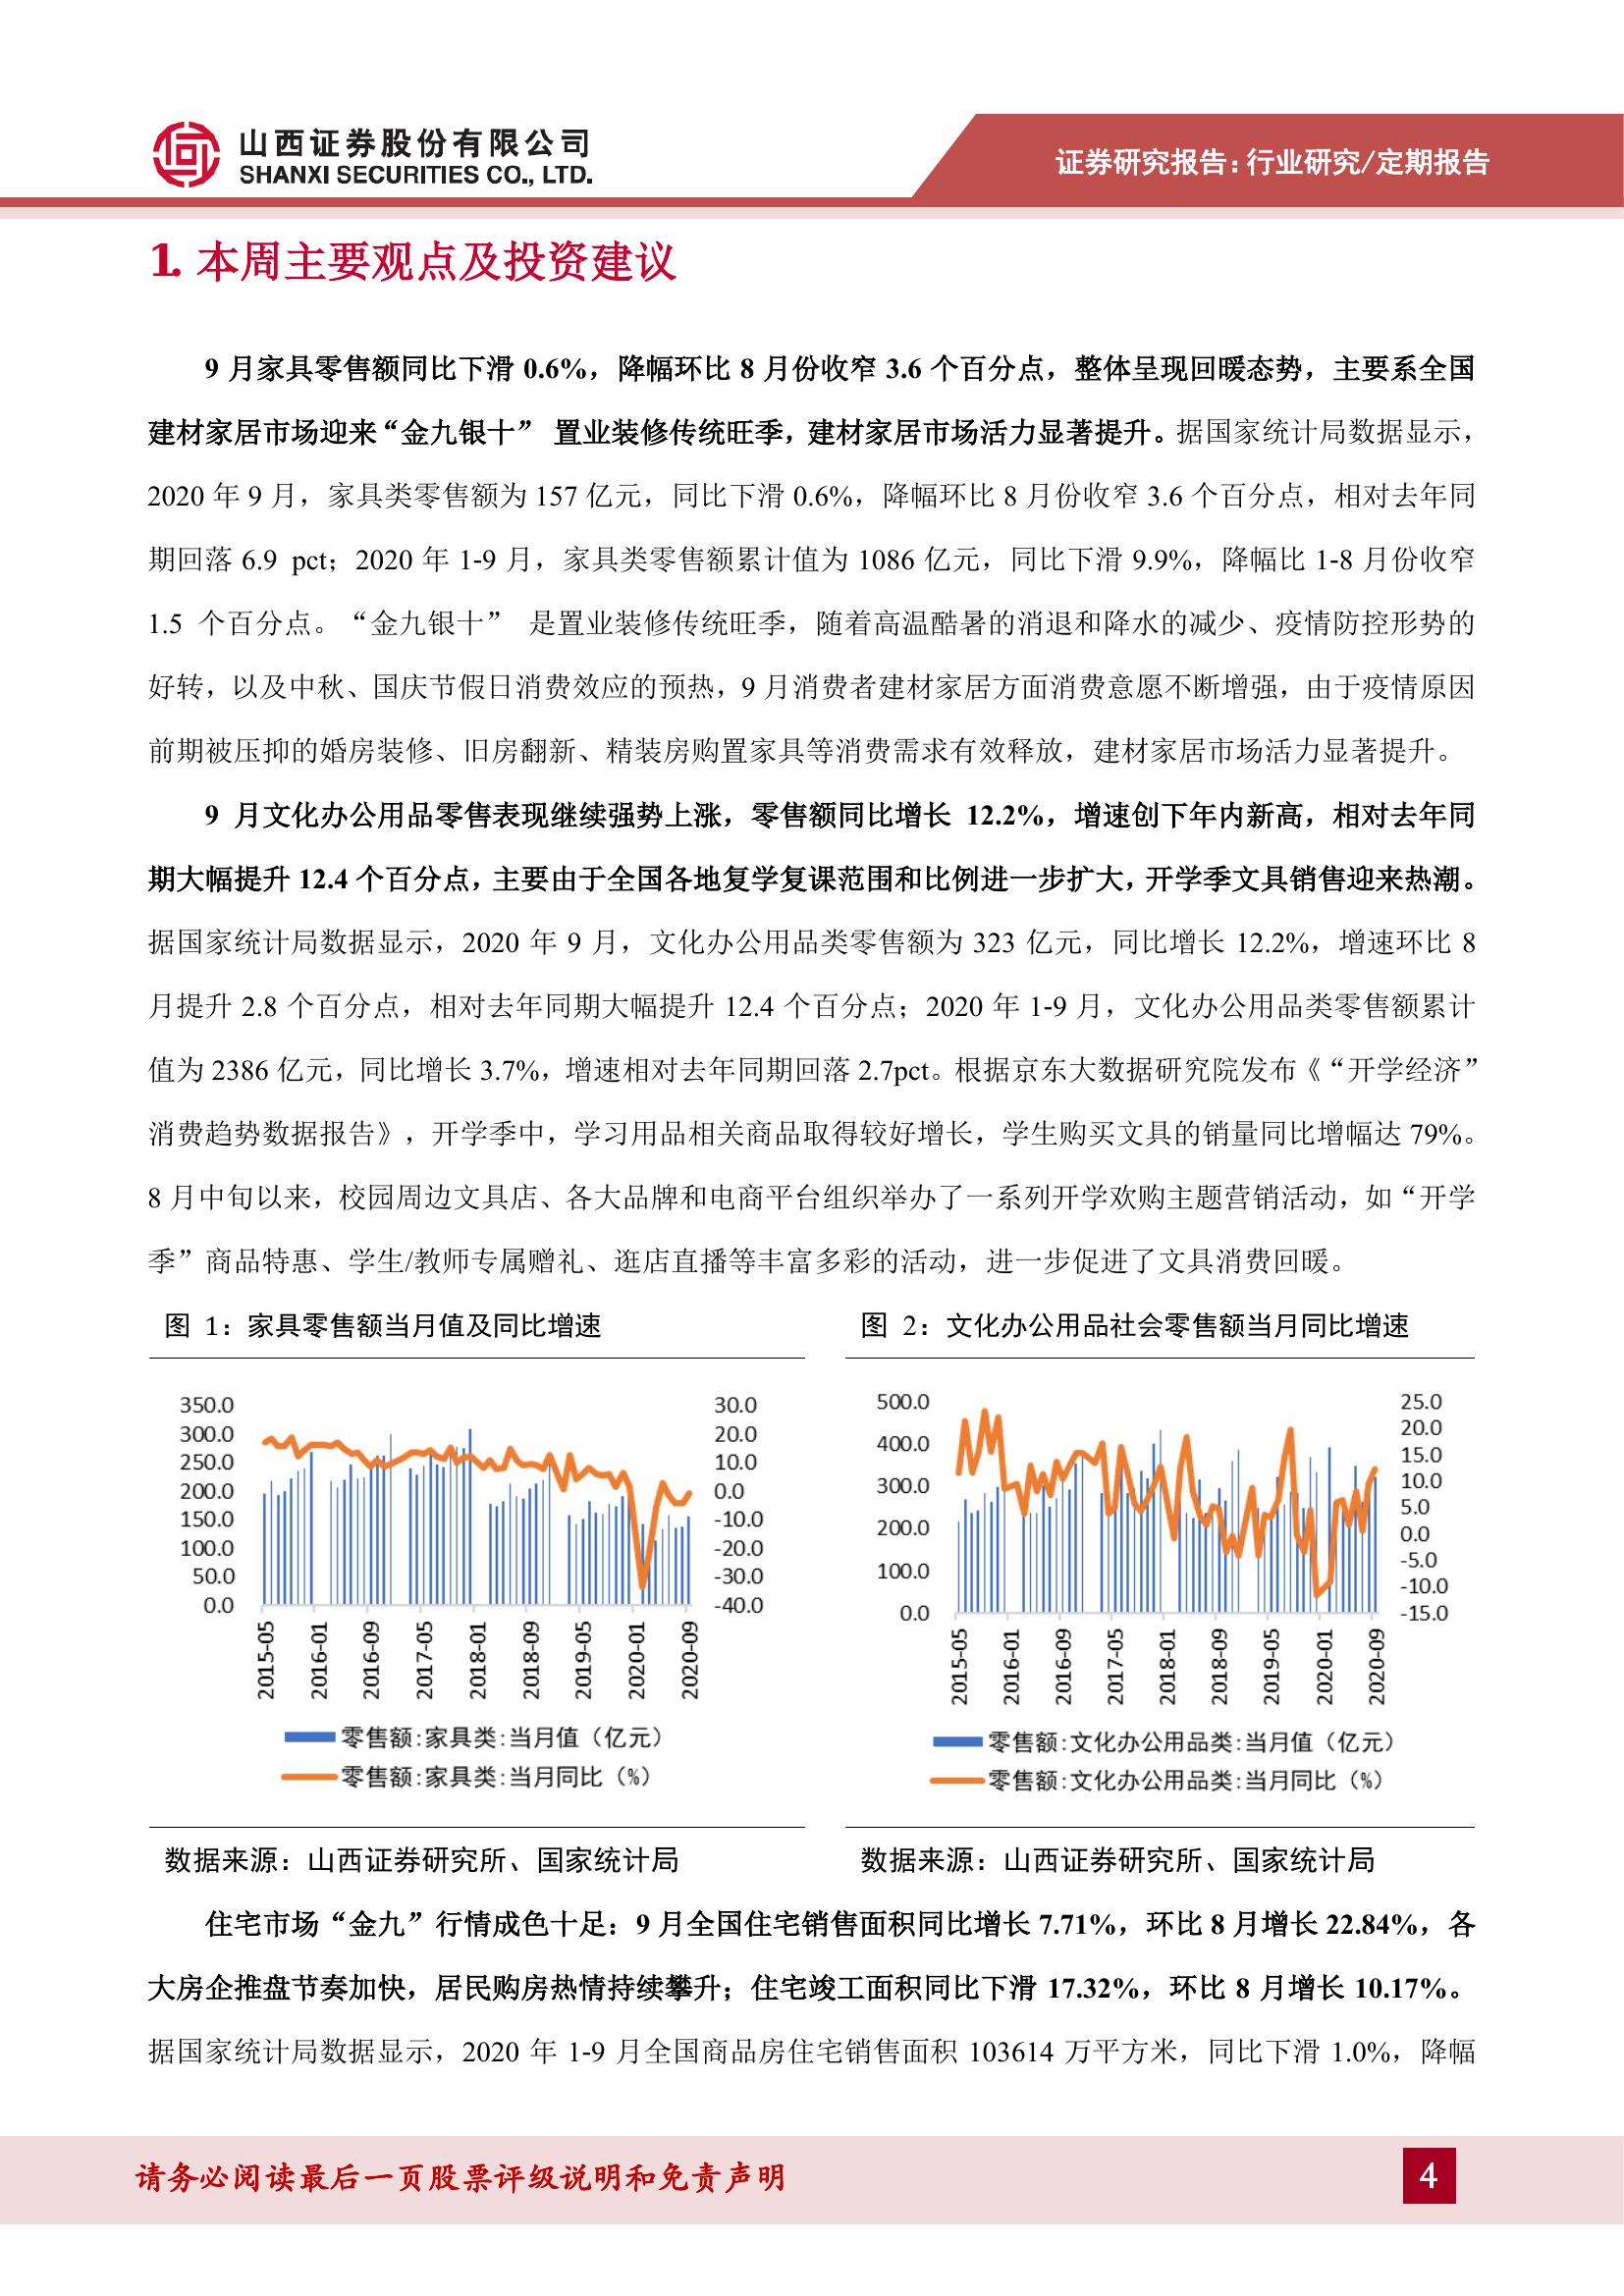 山西证券股份有限公司
SHANXI SECURITIES CO., LTD.
证券研究报告:行业研究/定期报告
1. 本周主要观点及投资建议
9 月家具零售额同比下滑 0.6%，降幅环比 8 月份收窄 3.6 个百分点，整体呈现回暖态势，主要系全国
建材家居市场迎来“金九银十” 置业装修传统旺季，建材家居市场活力显著提升。据国家统计局数据显示，
2020 年 9 月，家具类零售额为 157 亿元，同比下滑 0.6%，降幅环比 8 月份收窄 3.6 个百分点，相对去年同
期回落 6.9 pct；2020 年 1-9 月，家具类零售额累计值为 1086 亿元，同比下滑 9.9%，降幅比 1-8 月份收窄
1.5 个百分点。“金九银十” 是置业装修传统旺季，随着高温酷暑的消退和降水的减少、疫情防控形势的
好转，以及中秋、国庆节假日消费效应的预热，9 月消费者建材家居方面消费意愿不断增强，由于疫情原因
前期被压抑的婚房装修、旧房翻新、精装房购置家具等消费需求有效释放，建材家居市场活力显著提升。
9 月文化办公用品零售表现继续强势上涨，零售额同比增长 12.2%，增速创下年内新高，相对去年同
期大幅提升 12.4 个百分点，主要由于全国各地复学复课范围和比例进一步扩大，开学季文具销售迎来热潮。
据国家统计局数据显示，2020 年 9 月，文化办公用品类零售额为 323 亿元，同比增长 12.2%，增速环比 8
月提升 2.8 个百分点，相对去年同期大幅提升 12.4 个百分点；2020 年 1-9 月，文化办公用品类零售额累计
值为 2386 亿元，同比增长 3.7%，增速相对去年同期回落 2.7pct。根据京东大数据研究院发布《“开学经济”
消费趋势数据报告》，开学季中，学习用品相关商品取得较好增长，学生购买文具的销量同比增幅达 79%。
8 月中旬以来，校园周边文具店、各大品牌和电商平台组织举办了一系列开学欢购主题营销活动，如“开学
季”商品特惠、学生/教师专属赠礼、逛店直播等丰富多彩的活动，进一步促进了文具消费回暖。
图 1：家具零售额当月值及同比增速
350.0
300.0
250.0
200.0
150.0
100.0
50.0
0.0
30.0
20.0
10.0
0.0
-10.0
-20.0
-30.0
-40.0
2015-05
2016-01
2016-09
2017-05
2018-01
2018-09
2019-05
2020-01
2020-09
零售额:家具类:当月值（亿元）
零售额:家具类:当月同比（%）
数据来源：山西证券研究所、国家统计局
图 2：文化办公用品社会零售额当月同比增速
500.0
400.0
300.0
200.0
100.0
0.0
25.0
20.0
15.0
10.0
5.0
0.0
-5.0
-10.0
-15.0
2015-05
2016-01
2016-09
2017-05
2018-01
2018-09
2019-05
2020-01
2020-09
零售额:文化办公用品类:当月值（亿元）
零售额:文化办公用品类:当月同比（%）
数据来源：山西证券研究所、国家统计局
住宅市场“金九”行情成色十足：9 月全国住宅销售面积同比增长 7.71%，环比 8 月增长 22.84%，各
大房企推盘节奏加快，居民购房热情持续攀升；住宅竣工面积同比下滑 17.32%，环比 8 月增长 10.17%。
据国家统计局数据显示，2020 年 1-9 月全国商品房住宅销售面积 103614 万平方米，同比下滑 1.0%，降幅
请务必阅读最后一页股票评级说明和免责声明
4